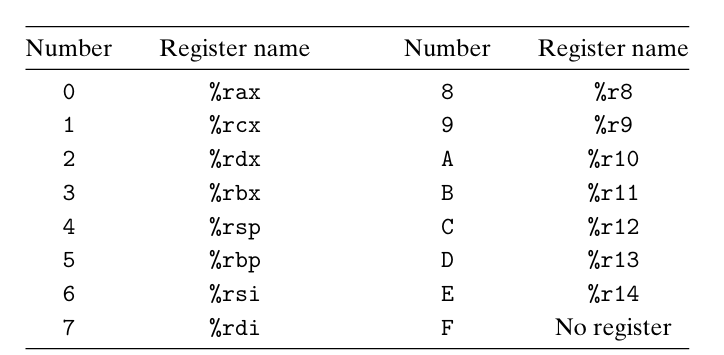 Number Register name Number Register name
0 %rax 8 %r8
1 %rcx 9 %r9
2 %rdx A %r10
3 %rbx B %r11
4 %rsp C %r12
5 %rbp D %r13
6 %rsi E %r14
7 %rdi F No register